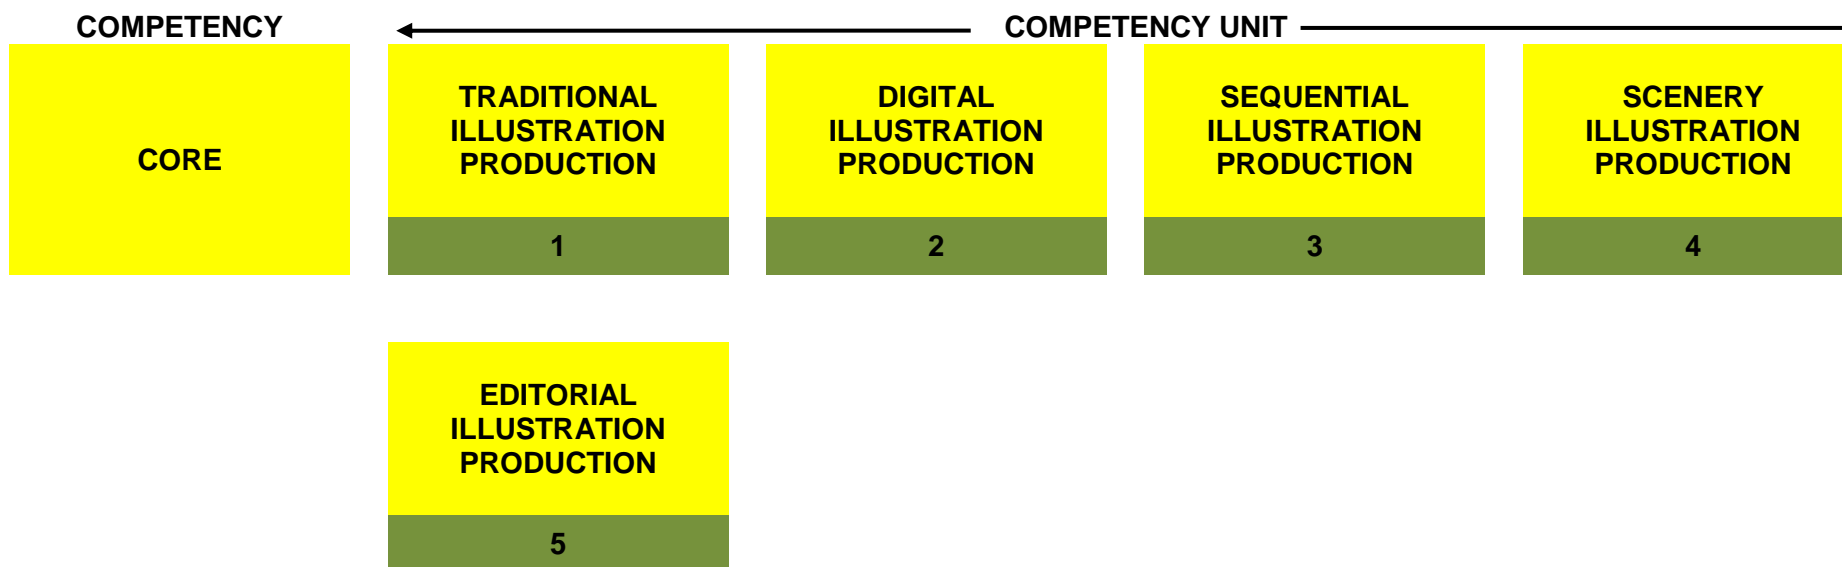 COMPETENCY
COMPETENCY UNIT
CORE
TRADITIONAL
ILLUSTRATION
PRODUCTION
1
DIGITAL
ILLUSTRATION
PRODUCTION
2
SEQUENTIAL
ILLUSTRATION
PRODUCTION
3
SCENERY
ILLUSTRATION
PRODUCTION
4
EDITORIAL
ILLUSTRATION
PRODUCTION
5